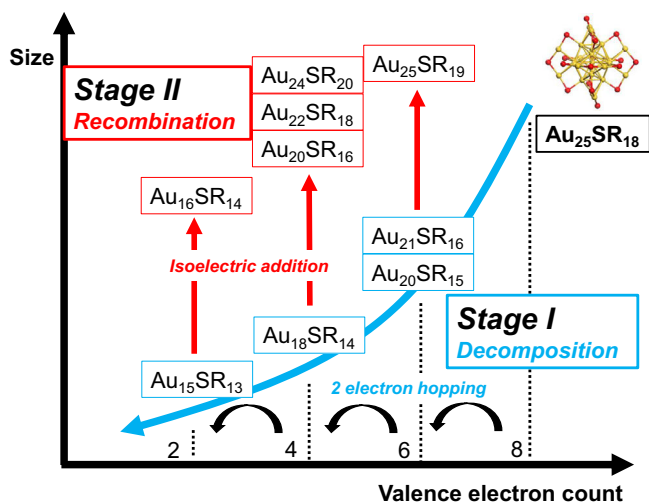 Size
Stage II
Recombination
Au24SR20
Au22SR18
Au20SR16
Au25SR19
Au25SR18
Au16SR14
Isoelectric addition
Au21SR16
Au20SR15
Stage I
Decomposition
Au18SR14
Au15SR13
2 electron hopping
2 4 6 8
Valence electron count